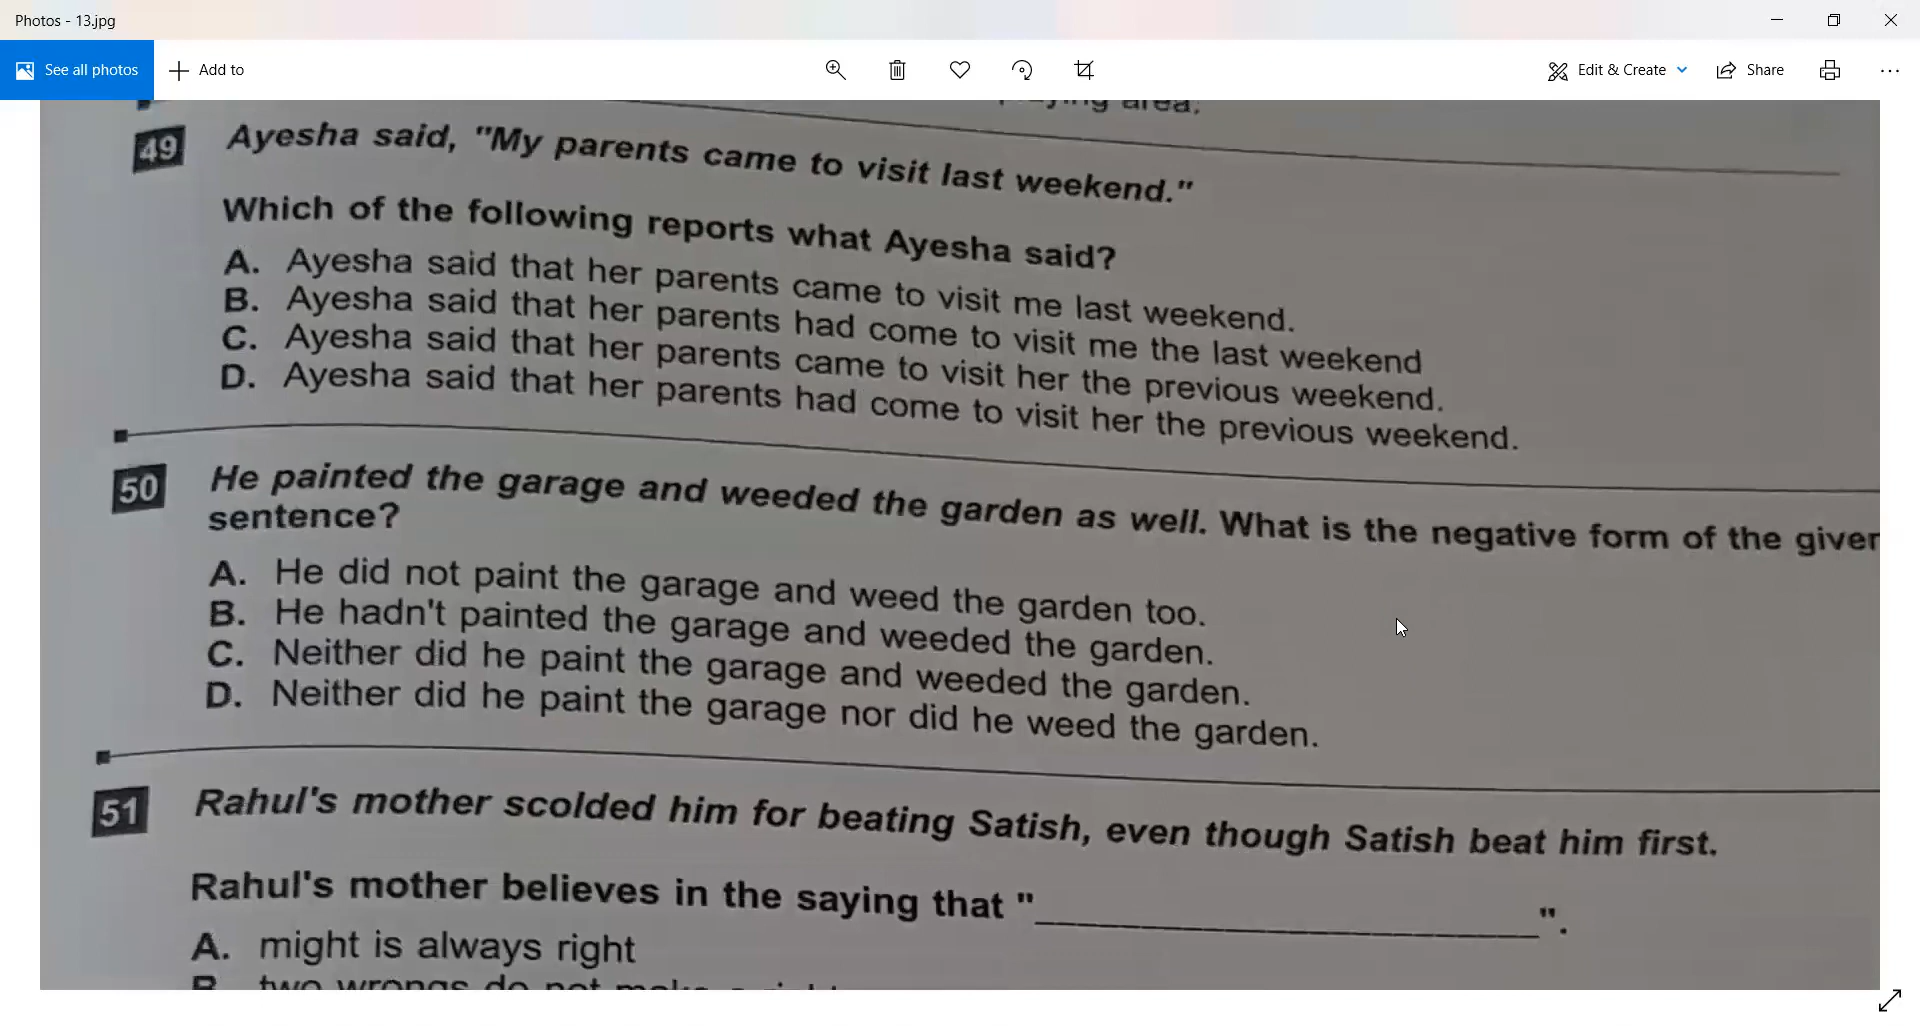 Photos - 13.jpg
See all photos
Add to
Edit & Create
Share
49 Ayesha said, "My parents came to visit last weekend."
Which of the following reports what Ayesha said?
A. Ayesha said that her parents came to visit me last weekend.
B. Ayesha said that her parents had come to visit me the last weekend
C. Ayesha said that her parents came to visit her the previous weekend.
D. Ayesha said that her parents had come to visit her the previous weekend.
50 He painted the garage and weeded the garden as well. What is the negative form of the given
sentence?
A. He did not paint the garage and weed the garden too.
B. He hadn't painted the garage and weeded the garden.
C. Neither did he paint the garage and weeded the garden.
D. Neither did he paint the garage nor did he weed the garden.
51 Rahul's mother scolded him for beating Satish, even though Satish beat him first.
Rahul's mother believes in the saying that "____________________".
A. might is always right
B two wrongs do not make a right